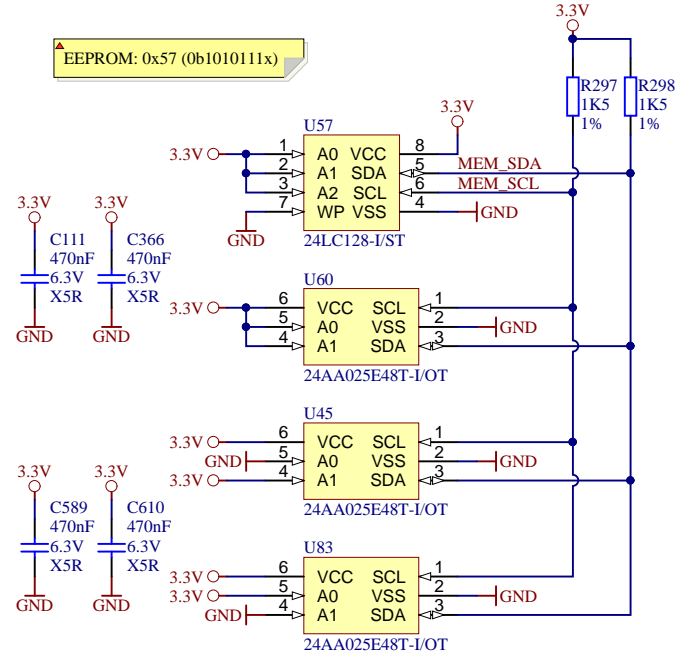 3.3V
EEPROM: 0x57 (0b1010111x)
R297 R298
1K5 1K5
1% 1%
3.3V
U57
3.3V 1 A0 VCC 8
2 A1 SDA 5 MEM_SDA
3 A2 SCL 6 MEM_SCL
7 WP VSS 4 GND
GND
24LC128-I/ST
3.3V 3.3V
C111 C366
470nF 470nF
6.3V 6.3V
X5R X5R
GND GND
U60
3.3V 6 VCC SCL 1
5 A0 VSS 2 GND
4 A1 SDA 3
24AA025E48T-I/OT
U45
3.3V 6 VCC SCL 1
GND 5 A0 VSS 2 GND
3.3V 4 A1 SDA 3
24AA025E48T-I/OT
3.3V 3.3V
C589 C610
470nF 470nF
6.3V 6.3V
X5R X5R
GND GND
U83
3.3V 6 VCC SCL 1
3.3V 5 A0 VSS 2 GND
GND 4 A1 SDA 3
24AA025E48T-I/OT